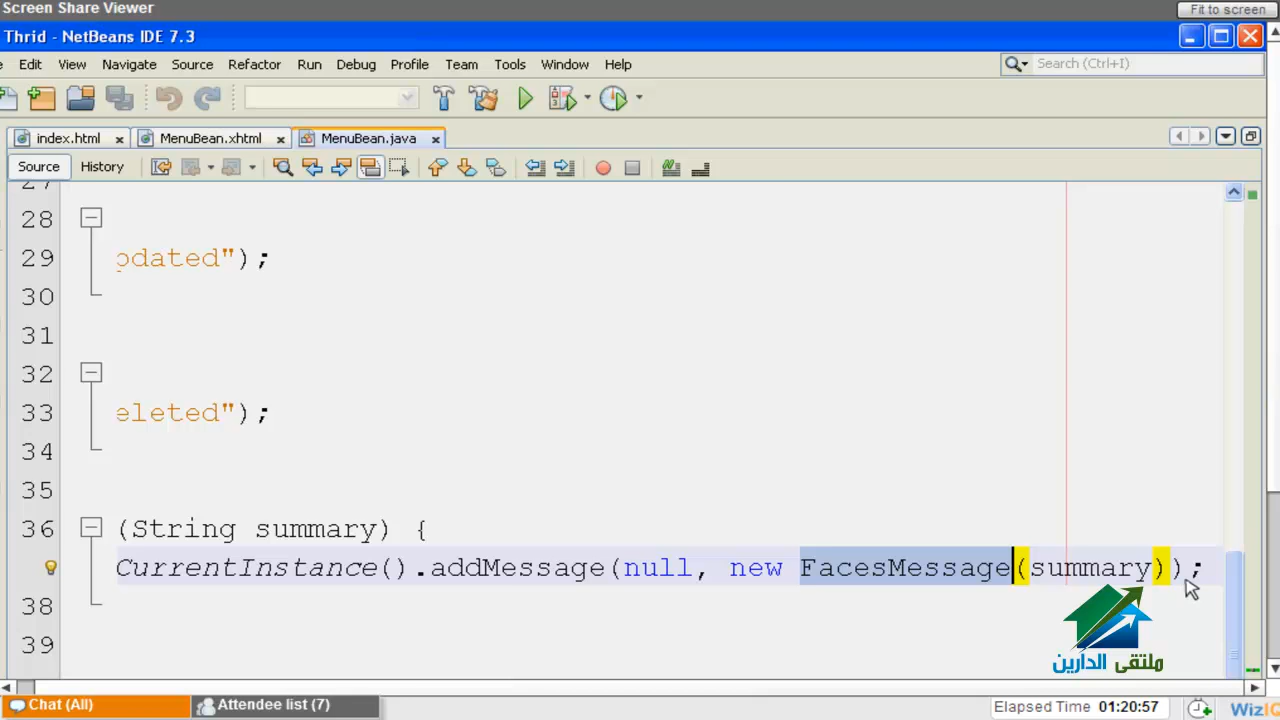 Screen Share Viewer
Fit to screen
Thrid - NetBeans IDE 7.3
Edit View Navigate Source Refactor Run Debug Profile Team Tools Window Help
Search (Ctrl+I)
index.html MenuBean.xhtml MenuBean.java
Source History
27
28
29 pdated");
30
31
32
33 eleted");
34
35
36 (String summary) {
CurrentInstance().addMessage(null, new FacesMessage(summary));
38
39
ملتقى الدارين
Chat (All) Attendee list (7) Elapsed Time 01:20:57 WizIQ